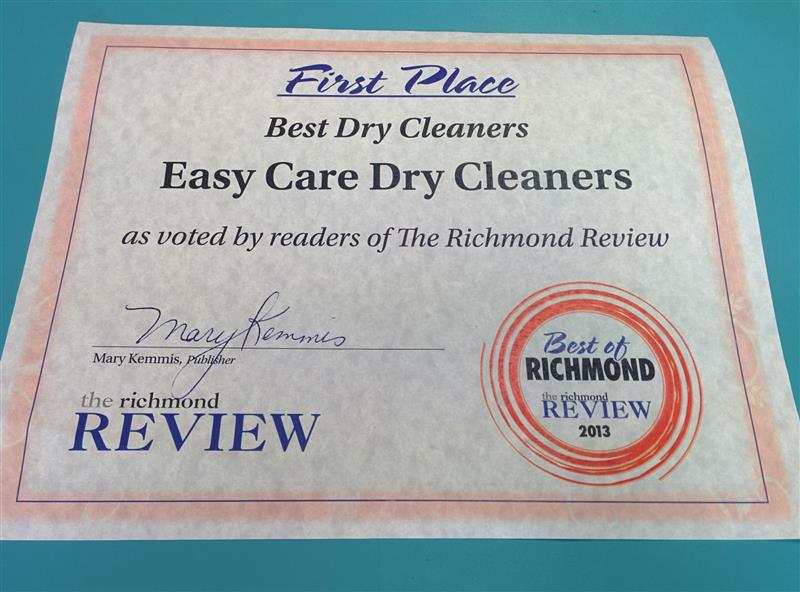 First Place
Best Dry Cleaners
Easy Care Dry Cleaners
as voted by readers of The Richmond Review
Mary Kemmis
Mary Kemmis, Publisher
the richmond
REVIEW
Best of
RICHMOND
the richmond
REVIEW
2013